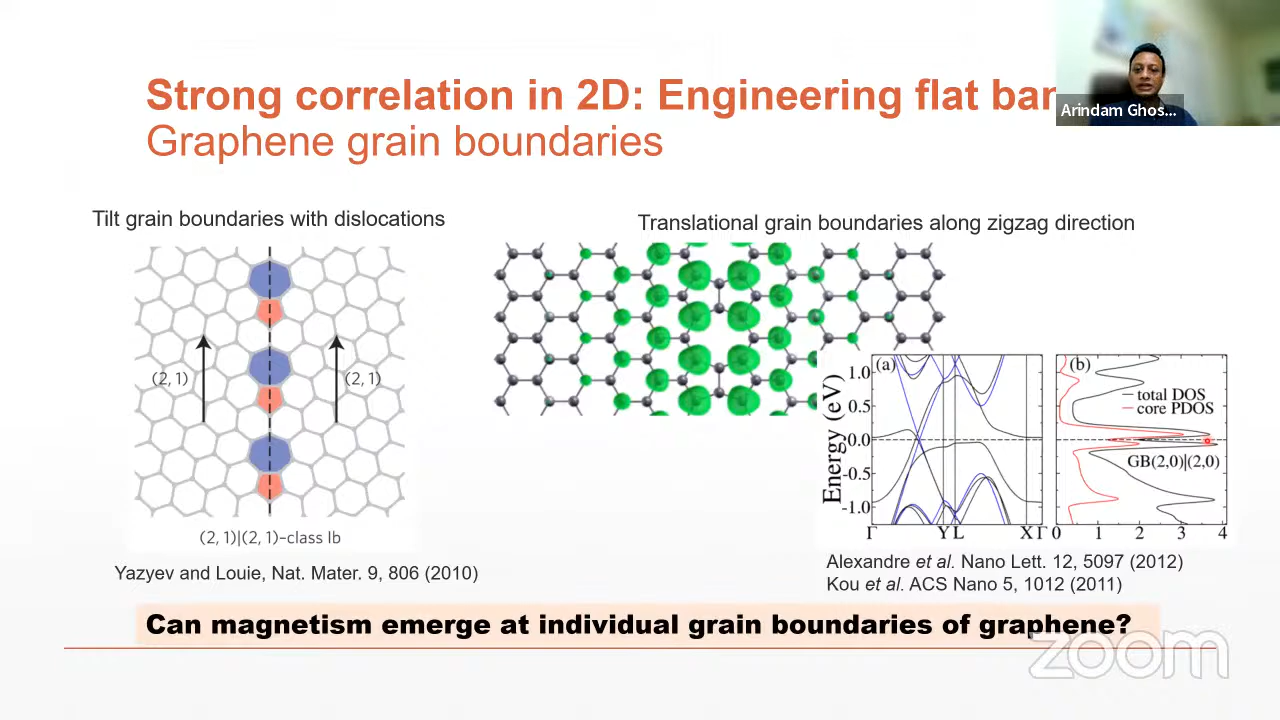 Strong correlation in 2D: Engineering flat
Arindam Ghos...
Graphene grain boundaries
Tilt grain boundaries with dislocations
Translational grain boundaries along zigzag direction
(2, 1)
(2, 1)
(2, 1)|(2, 1)–class Ib
Yazyev and Louie, Nat. Mater. 9, 806 (2010)
(a)
Energy (eV)
1.0
0.5
0.0
-0.5
-1.0
Γ Y L X Γ
(b)
total DOS
core PDOS
GB(2,0)|(2,0)
0 1 2 3 4
Alexandre et al. Nano Lett. 12, 5097 (2012)
Kou et al. ACS Nano 5, 1012 (2011)
Can magnetism emerge at individual grain boundaries of graphene?
zoom